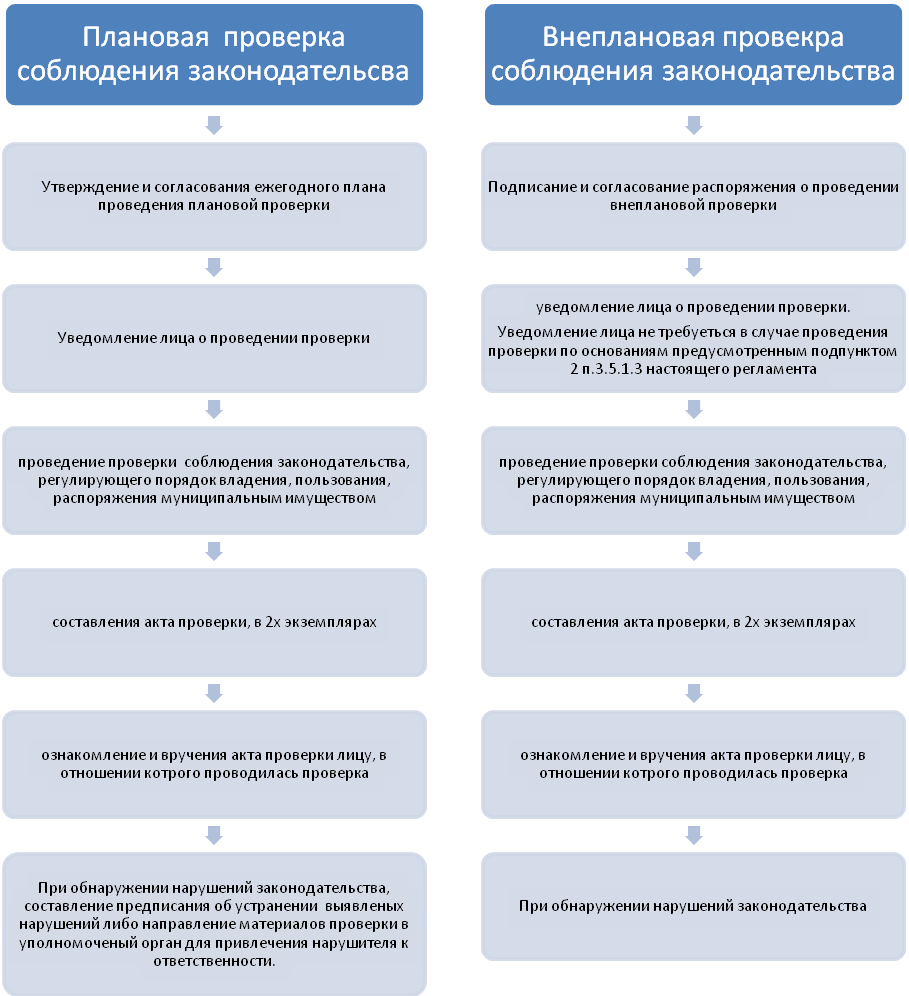 Плановая проверка
соблюдения законодательсва
Утверждение и согласования ежегодного плана
проведения плановой проверки
Уведомление лица о проведении проверки
проведение проверки соблюдения законодательства,
регулирующего порядок владения, пользования,
распоряжения муниципальным имуществом
составления акта проверки, в 2х экземплярах
ознакомление и вручения акта проверки лицу, в
отношении котрого проводилась проверка
При обнаружении нарушений законодательства,
составление предписания об устранении выявленых
нарушений либо направление материалов проверки в
уполномоченый орган для привлечения нарушителя к
ответственности.
Внеплановая провекра
соблюдения законодательства
Подписание и согласование распоряжения о проведении
внеплановой проверки
уведомление лица о проведении проверки.
Уведомление лица не требуеться в случае проведения
проверки по основаниям предусмотренным подпунктом
2 п.3.5.1.3 настоящего регламента
проведение проверки соблюдения законодательства,
регулирующего порядок владения, пользования,
распоряжения муниципальным имуществом
составления акта проверки, в 2х экземплярах
ознакомление и вручения акта проверки лицу, в
отношении котрого проводилась проверка
При обнаружении нарушений законодательства